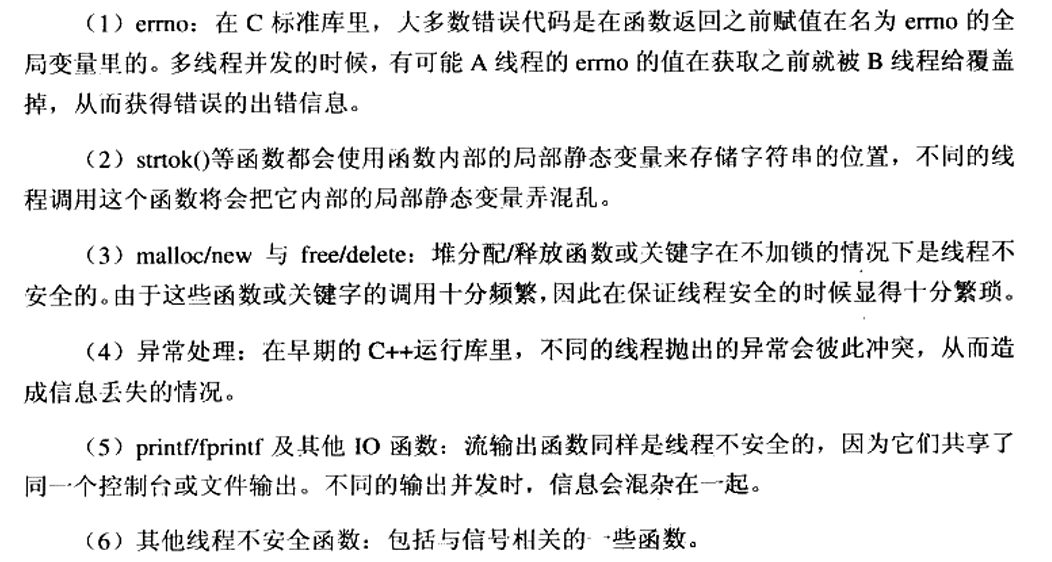 （1）errno：在 C 标准库里，大多数错误代码是在函数返回之前赋值在名为 errno 的全
局变量里的。多线程并发的时候，有可能 A 线程的 errno 的值在获取之前就被 B 线程给覆盖
掉，从而获得错误的出错信息。
（2）strtok()等函数都会使用函数内部的局部静态变量来存储字符串的位置，不同的线
程调用这个函数将会把它内部的局部静态变量弄混乱。
（3）malloc/new 与 free/delete：堆分配/释放函数或关键字在不加锁的情况下是线程不
安全的。由于这些函数或关键字的调用十分频繁，因此在保证线程安全的时候显得十分繁琐。
（4）异常处理：在早期的 C++运行库里，不同的线程抛出的异常会彼此冲突，从而造
成信息丢失的情况。
（5）printf/fprintf 及其他 IO 函数：流输出函数同样是线程不安全的，因为它们共享了
同一个控制台或文件输出。不同的输出并发时，信息会混杂在一起。
（6）其他线程不安全函数：包括与信号相关的一些函数。